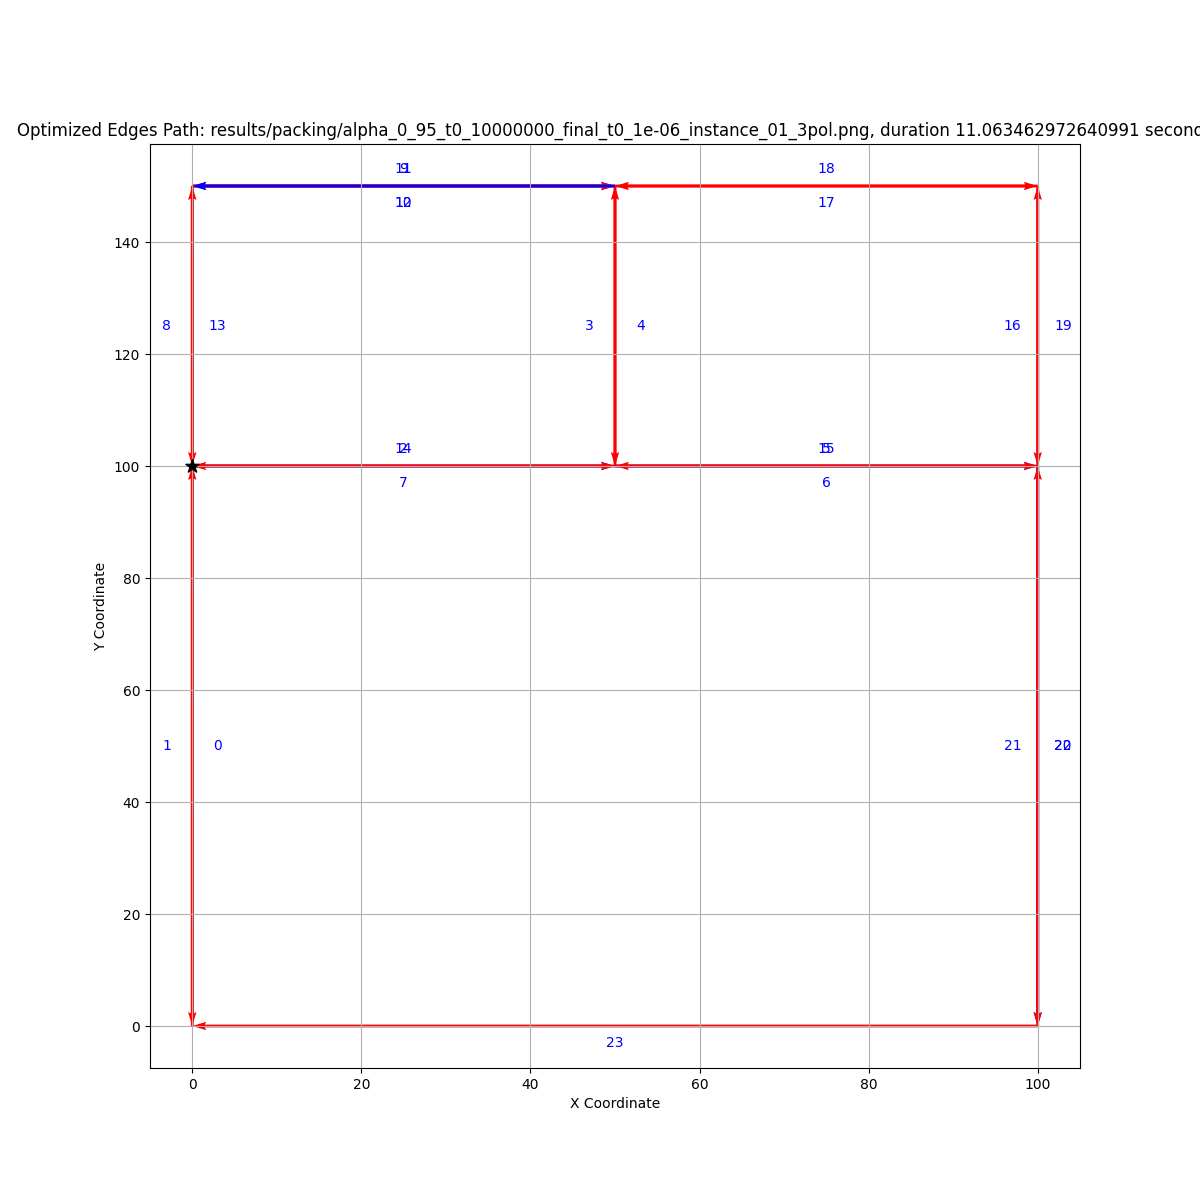 Optimized Edges Path: results/packing/alpha_0_95_t0_10000000_final_t0_1e-06_instance_01_3pol.png, duration 11.063462972640991 secon
11 18
17
140
8 13 3 4 16 19
120
100
7 6
80
60
1 0 21
40
20
0
23
0 20 40 60 80 100
X Coordinate
Y Coordinate